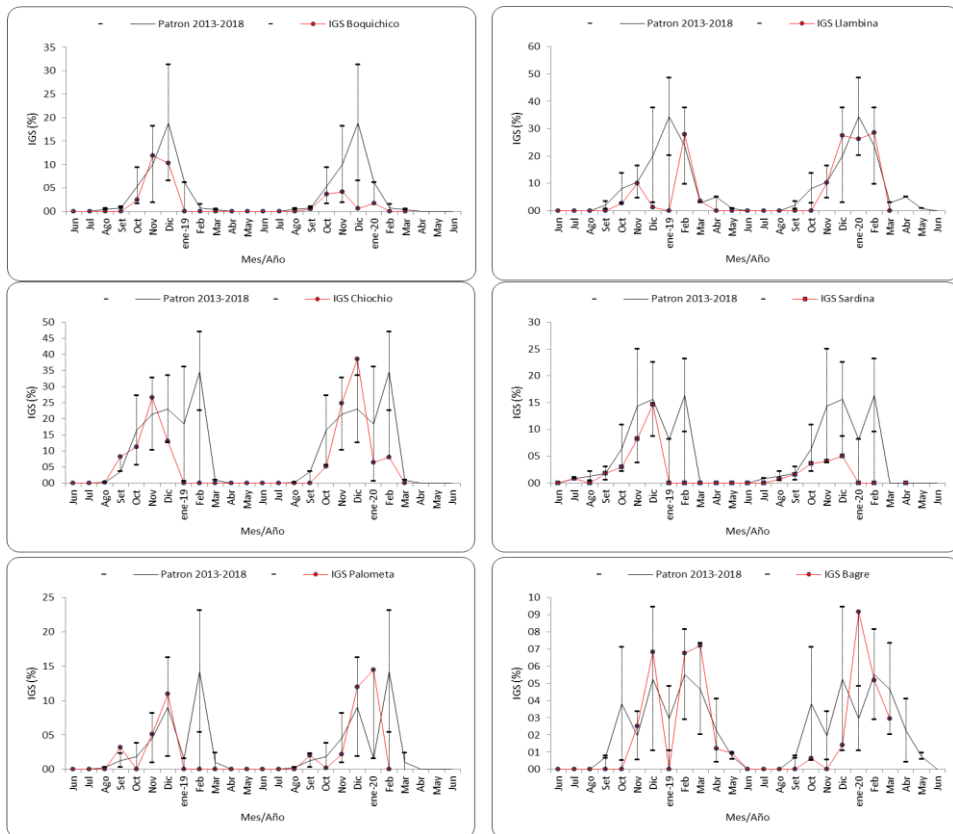 Patron 2013-2018 IGS Boquichico
IGS (%)
35
30
25
20
15
10
05
00
Jun Jul Ago Set Oct Nov Dic ene-19 Feb Mar Abr May Jun Jul Ago Set Oct Nov Dic ene-20 Feb Mar Abr May Jun
Mes/Año
Patron 2013-2018 IGS Llambina
IGS (%)
60
50
40
30
20
10
00
Jun Jul Ago Set Oct Nov Dic ene-19 Feb Mar Abr May Jun Jul Ago Set Oct Nov Dic ene-20 Feb Mar Abr May Jun
Mes/Año
Patron 2013-2018 IGS Chiochio
IGS (%)
50
45
40
35
30
25
20
15
10
05
00
Jun Jul Ago Set Oct Nov Dic ene-19 Feb Mar Abr May Jun Jul Ago Set Oct Nov Dic ene-20 Feb Mar Abr May Jun
Mes/Año
Patron 2013-2018 IGS Sardina
IGS (%)
30
25
20
15
10
05
00
Jun Jul Ago Set Oct Nov Dic ene-19 Feb Mar Abr May Jun Jul Ago Set Oct Nov Dic ene-20 Feb Mar Abr May Jun
Mes/Año
Patron 2013-2018 IGS Palometa
IGS (%)
25
20
15
10
05
00
Jun Jul Ago Set Oct Nov Dic ene-19 Feb Mar Abr May Jun Jul Ago Set Oct Nov Dic ene-20 Feb Mar Abr May Jun
Mes/Año
Patron 2013-2018 IGS Bagre
IGS (%)
10
09
08
07
06
05
04
03
02
01
00
Jun Jul Ago Set Oct Nov Dic ene-19 Feb Mar Abr May Jun Jul Ago Set Oct Nov Dic ene-20 Feb Mar Abr May Jun
Mes/Año